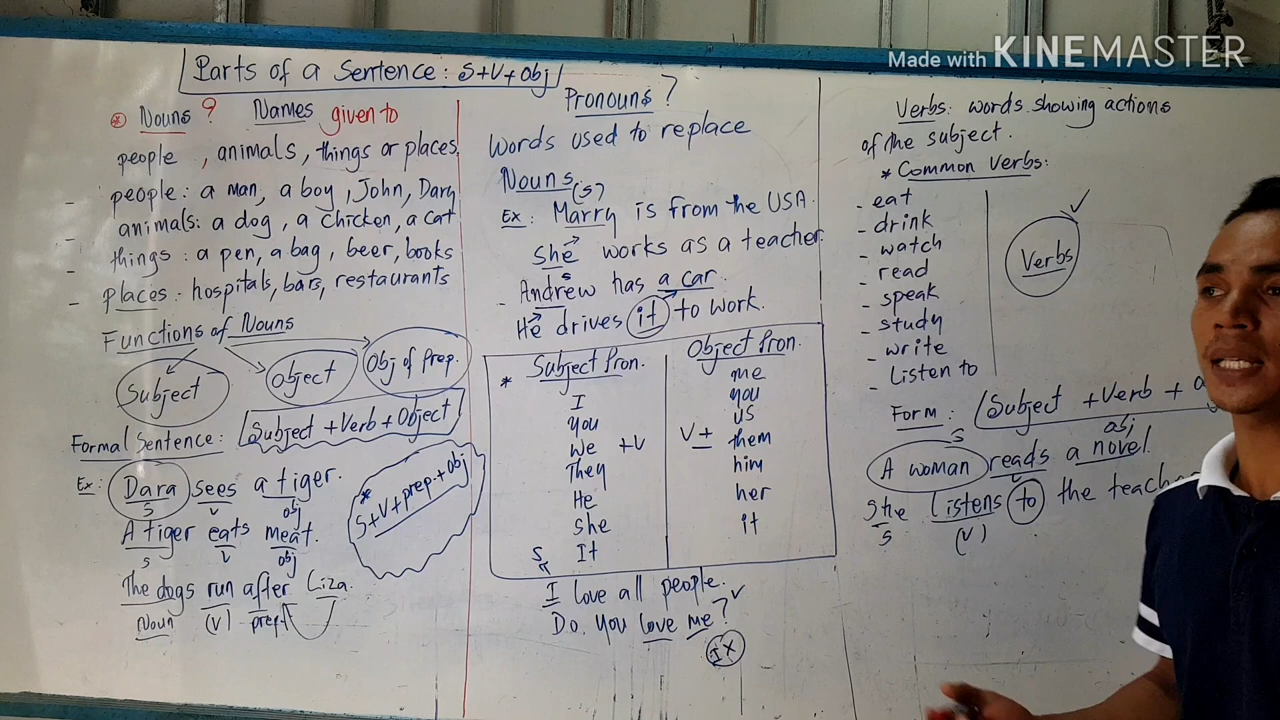 Made with KINEMASTER
Parts of a Sentence: S+V+Obj
* Nouns ? Names given to
people , animals, things or places.
- people: a man, a boy, John, Dary
- animals: a dog, a chicken, a cat
- things : a pen, a bag, beer, books
- places : hospitals, bars, restaurants
Functions of Nouns
Subject Object Obj of Prep.
Formal Sentence: Subject + Verb + Object
Ex: Dara sees a tiger.
S V obj
A tiger eats meat.
S V obj
The dogs run after Liza.
Noun (V) prep.
* S+V+prep.+obj
Pronouns ?
Words used to replace
Nouns
(S)
Ex: Marry is from the USA.
She works as a teacher.
S
- Andrew has a car.
He drives it to work.
* Subject Pron.
I
You
We +V
They
He
She
It
Object Pron.
me
you
us
V + them
him
her
it
S
I love all people.
Do you love me?
I X
Verbs: words showing actions
of the subject.
* Common Verbs:
- eat
- drink
- watch
- read
- speak
- study
- write
- Listen to
Verbs
Form: Subject + Verb +
S V obj
A woman reads a novel.
She listens to the
S (V)